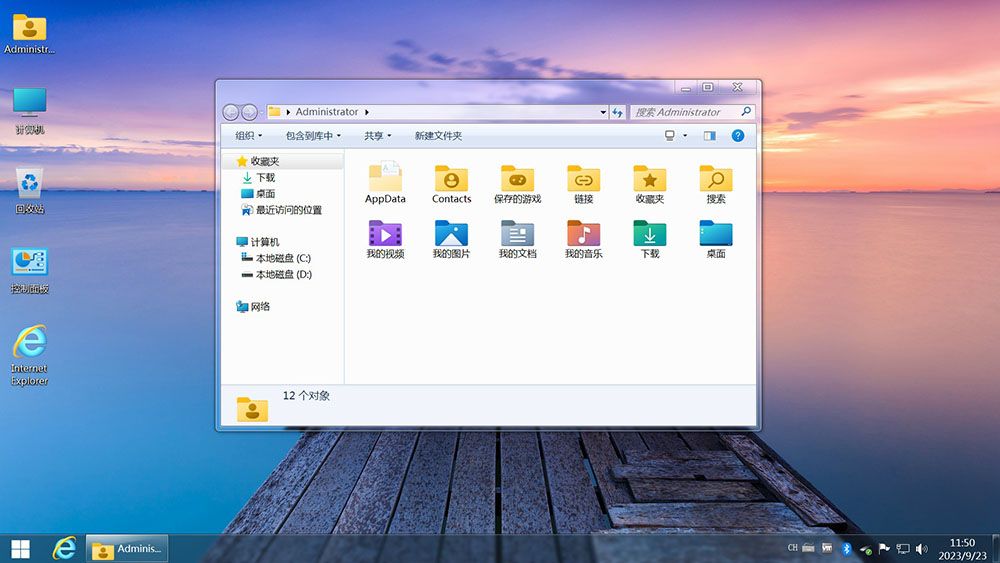 Administr...
计算机
回收站
控制面板
Internet
Explorer
Administrator
搜索 Administrator
组织
包含到库中
共享
新建文件夹
收藏夹
下载
桌面
最近访问的位置
计算机
本地磁盘 (C:)
本地磁盘 (D:)
网络
AppData
Contacts
保存的游戏
链接
收藏夹
搜索
我的视频
我的图片
我的文档
我的音乐
下载
桌面
12 个对象
Adminis...
CH
11:50
2023/9/23